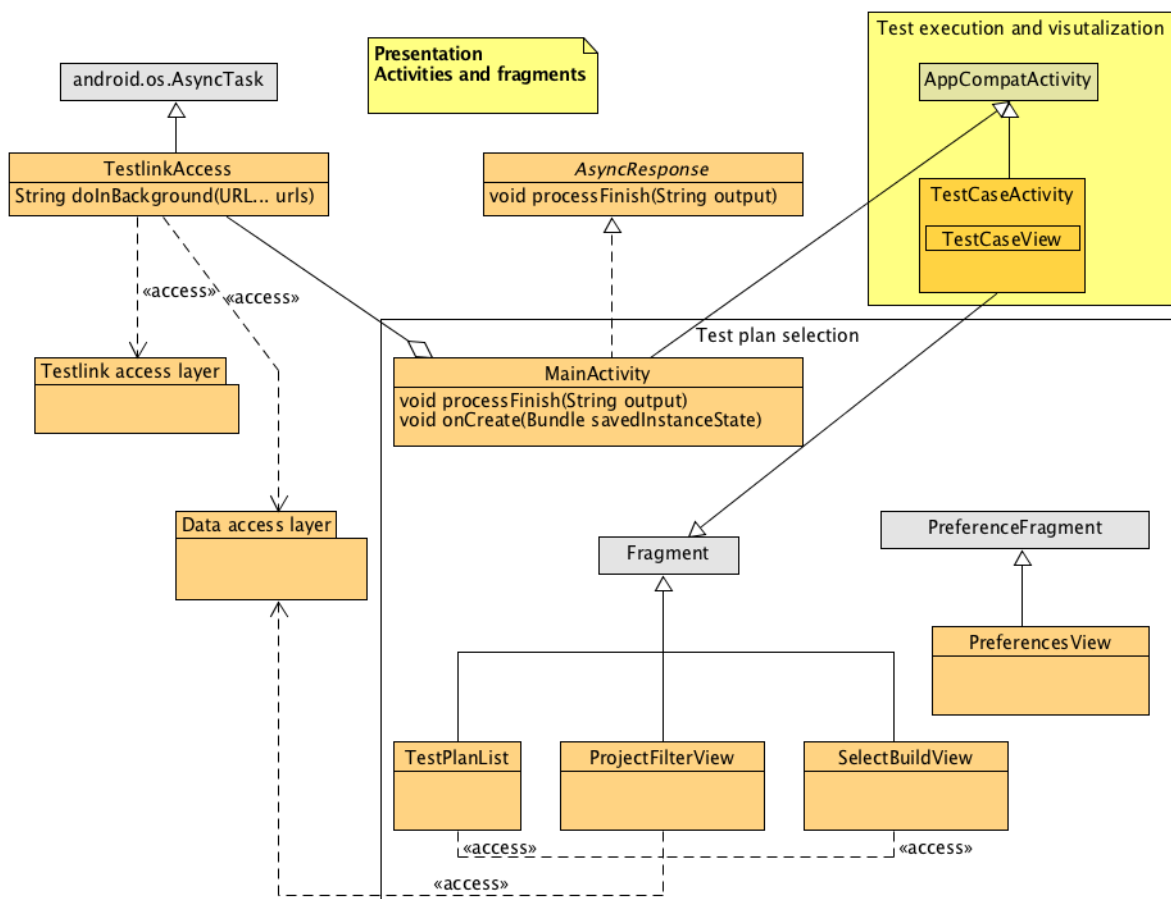 Test execution and visutalization
Presentation
Activities and fragments
android.os.AsyncTask
AppCompatActivity
TestlinkAccess
String doInBackground(URL... urls)
AsyncResponse
void processFinish(String output)
TestCaseActivity
TestCaseView
«access»
«access»
Test plan selection
Testlink access layer
MainActivity
void processFinish(String output)
void onCreate(Bundle savedInstanceState)
Data access layer
Fragment
PreferenceFragment
PreferencesView
TestPlanList
ProjectFilterView
SelectBuildView
«access»
«access»
«access»